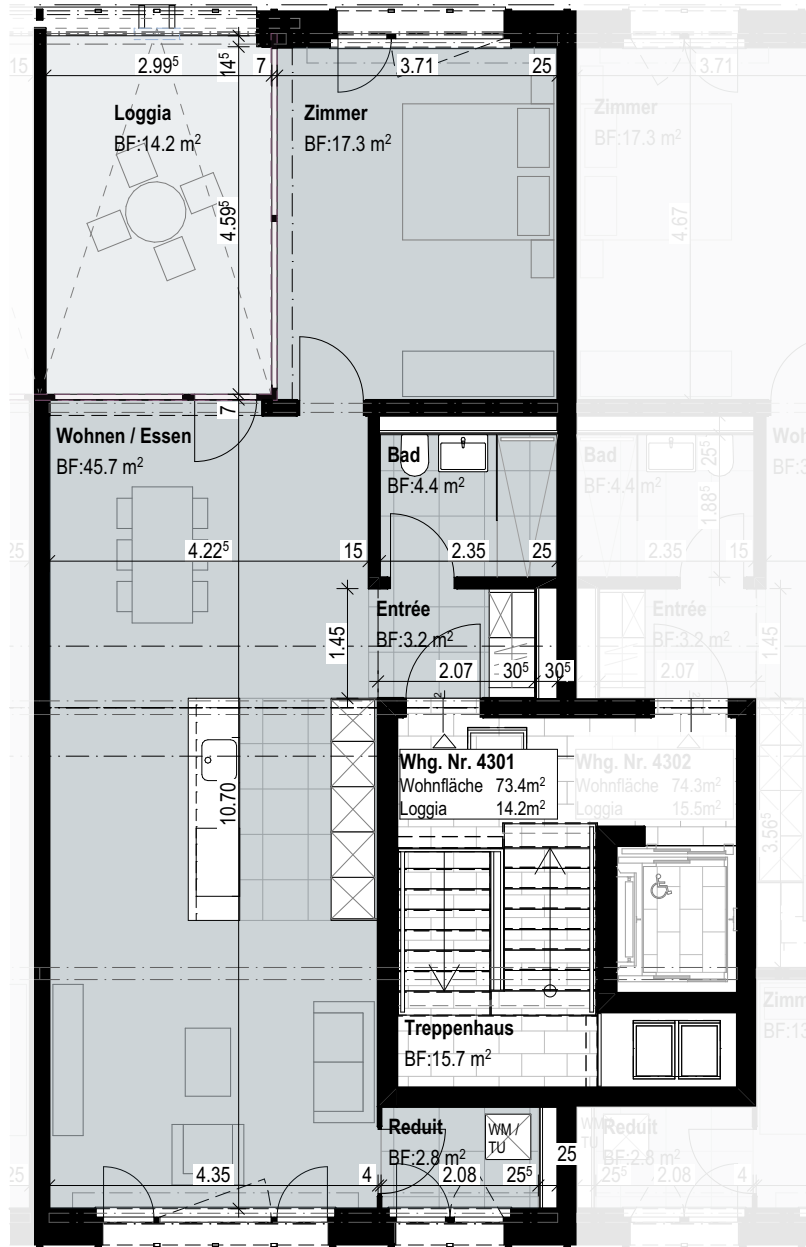 15
2.99⁵
14⁵
7
3.71
25
3.71
Loggia
BF:14.2 m²
Zimmer
BF:17.3 m²
Zimmer
BF:17.3 m²
4.59⁵
4.67
7
Wohnen / Essen
BF:45.7 m²
Bad
BF:4.4 m²
Bad
BF:4.4 m²
25⁵
1.88⁵
25
4.22⁵
15
2.35
25
2.35
15
Entrée
BF:3.2 m²
Entrée
BF:3.2 m²
1.45
1.45
2.07
30⁵
30⁵
2.07
Whg. Nr. 4301
Wohnfläche 73.4m²
Loggia 14.2m²
Whg. Nr. 4302
Wohnfläche 74.3m²
Loggia 15.5m²
10.70
3.56⁵
Treppenhaus
BF:15.7 m²
Reduit
BF:2.8 m²
WM /
TU
25
WM /
TU
Reduit
BF:2.8 m²
25
4.35
4
2.08
25⁵
25⁵
2.08
4